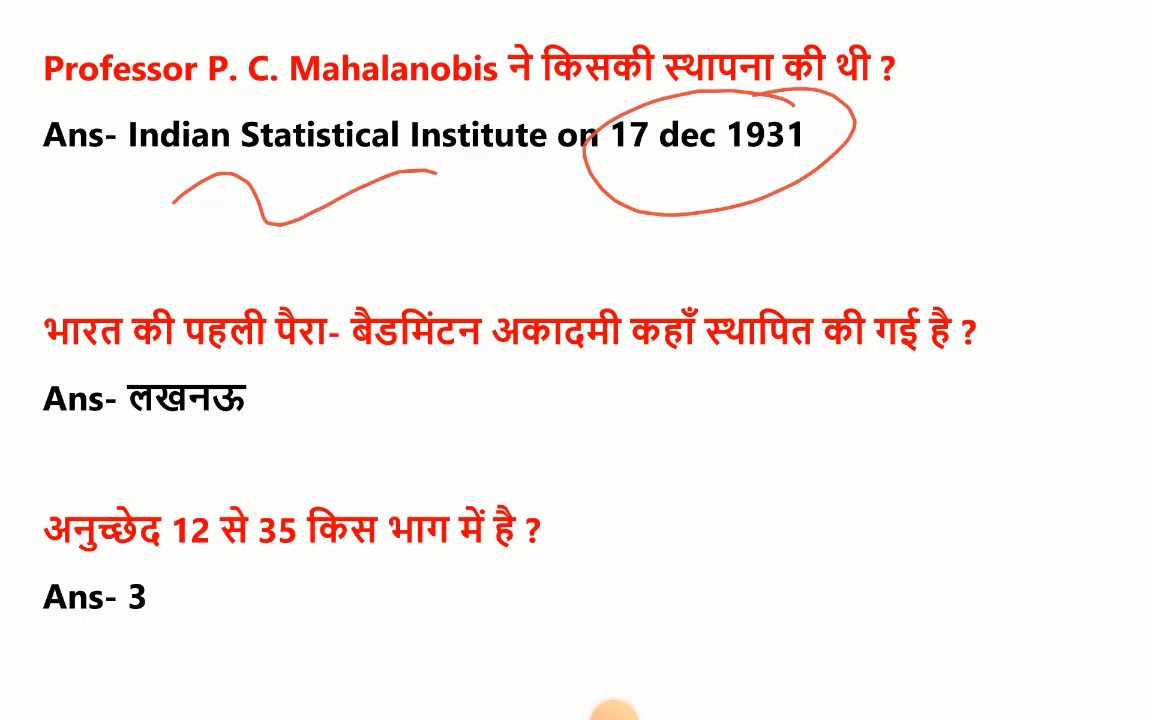 Professor P. C. Mahalanobis ने किसकी स्थापना की थी ?
Ans- Indian Statistical Institute on 17 dec 1931
भारत की पहली पैरा- बैडमिंटन अकादमी कहाँ स्थापित की गई है ?
Ans- लखनऊ
अनुच्छेद 12 से 35 किस भाग में है ?
Ans- 3